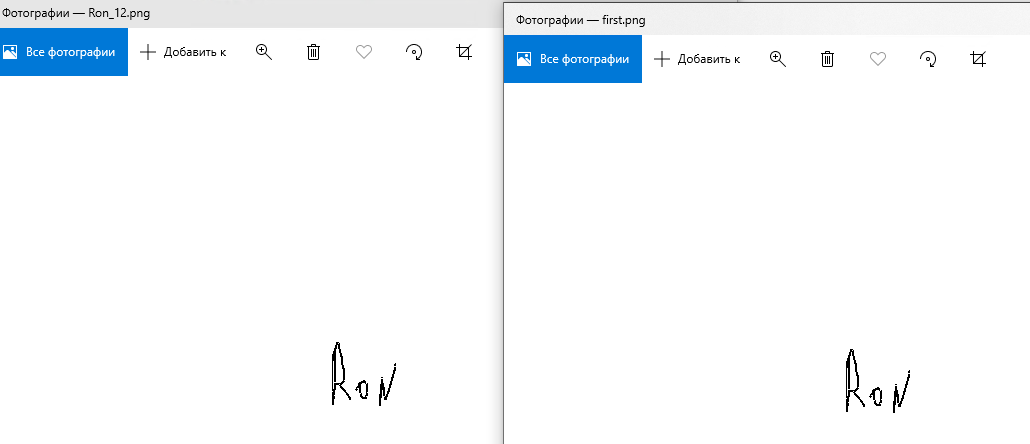 Фотографии — Ron_12.png
Все фотографии
Добавить к
Ron
Фотографии — first.png
Все фотографии
Добавить к
Ron